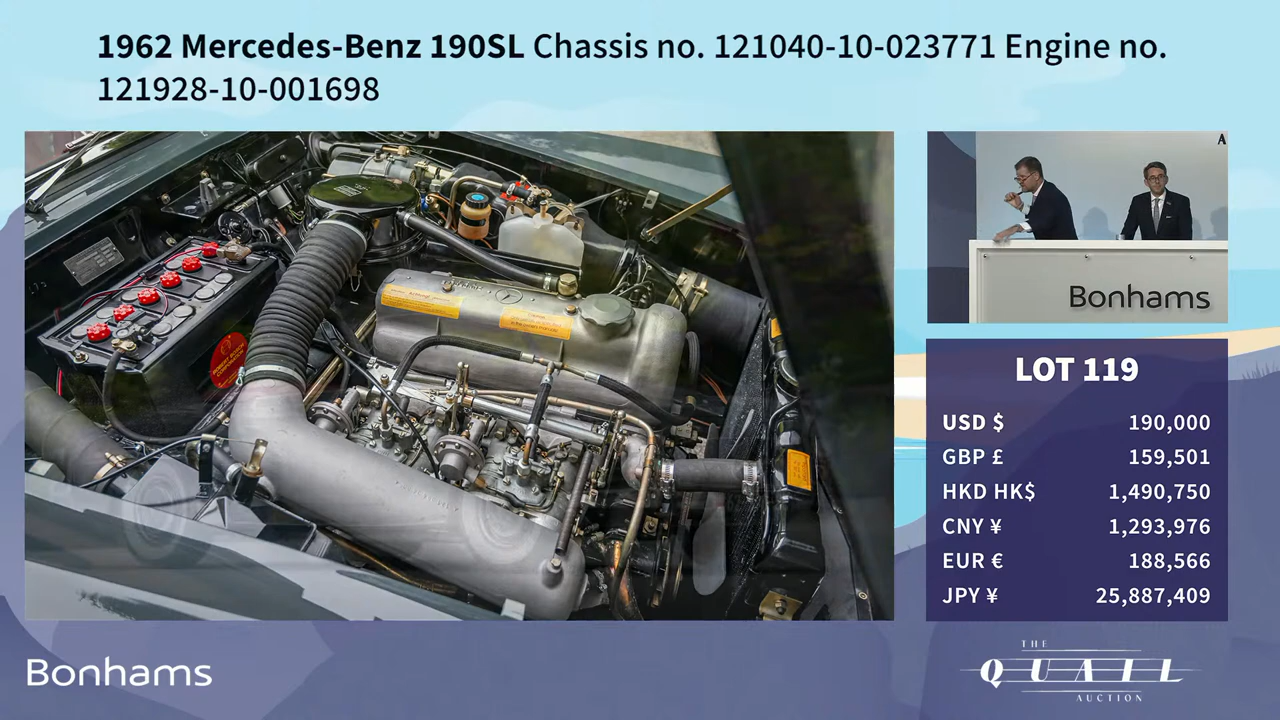 1962 Mercedes-Benz 190SL Chassis no. 121040-10-023771 Engine no.
121928-10-001698
A
Bonhams
LOT 119
USD $ 190,000
GBP £ 159,501
HKD HK$ 1,490,750
CNY ¥ 1,293,976
EUR € 188,566
JPY ¥ 25,887,409
Bonhams
THE
QUAIL
AUCTION